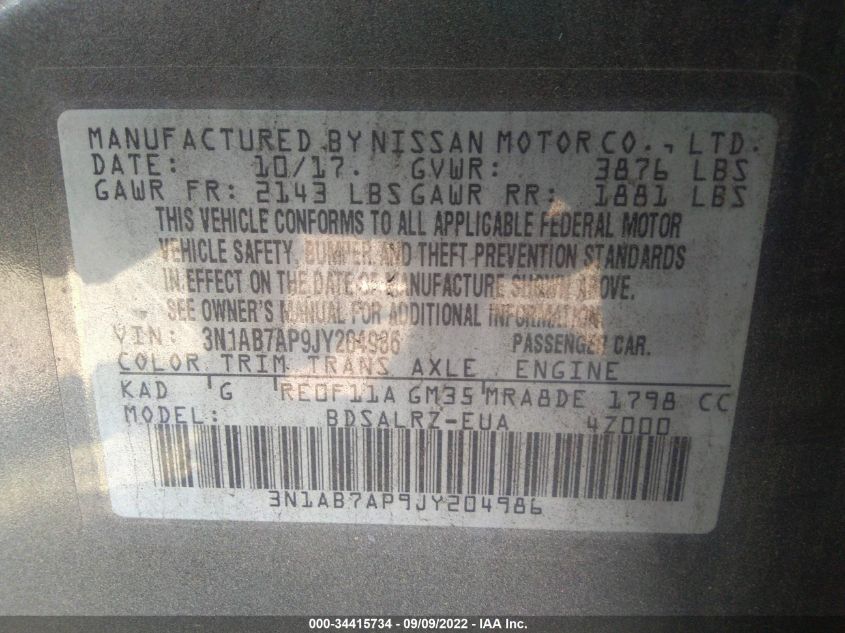 MANUFACTURED BY NISSAN MOTOR CO., LTD.
DATE: 10/17. GVWR: 3876 LBS
GAWR FR: 2143 LBS GAWR RR: 1881 LBS
THIS VEHICLE CONFORMS TO ALL APPLICABLE FEDERAL MOTOR
VEHICLE SAFETY, BUMPER, AND THEFT PREVENTION STANDARDS
IN EFFECT ON THE DATE OF MANUFACTURE SHOWN ABOVE.
SEE OWNER'S MANUAL FOR ADDITIONAL INFORMATION.
VIN: 3N1AB7AP9JY204986 PASSENGER CAR.
COLOR TRIM TRANS AXLE ENGINE
KAD G RE0F11A GM35 MRA8DE 1798 CC
MODEL: BDSALRZ-EUA 47000
3N1AB7AP9JY204986
000-34415734 - 09/09/2022 - IAA Inc.